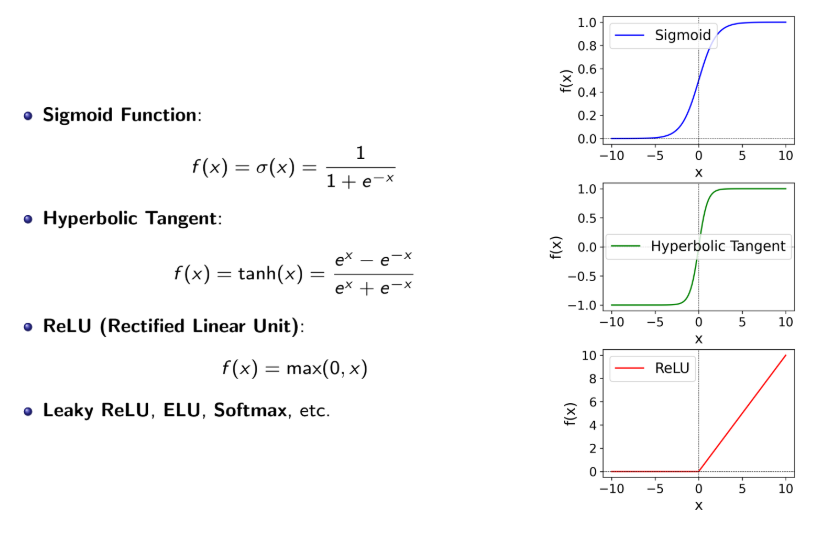 Sigmoid Function:
f(x) = σ(x) = 1 / (1 + e^{−x})
Hyperbolic Tangent:
f(x) = tanh(x) = (e^x − e^{−x}) / (e^x + e^{−x})
ReLU (Rectified Linear Unit):
f(x) = max(0, x)
Leaky ReLU, ELU, Softmax, etc.
Sigmoid
f(x)
1.0
0.8
0.6
0.4
0.2
0.0
−10 −5 0 5 10
x
Hyperbolic Tangent
f(x)
1.0
0.5
0.0
−0.5
−1.0
−10 −5 0 5 10
x
ReLU
f(x)
10
8
6
4
2
0
−10 −5 0 5 10
x